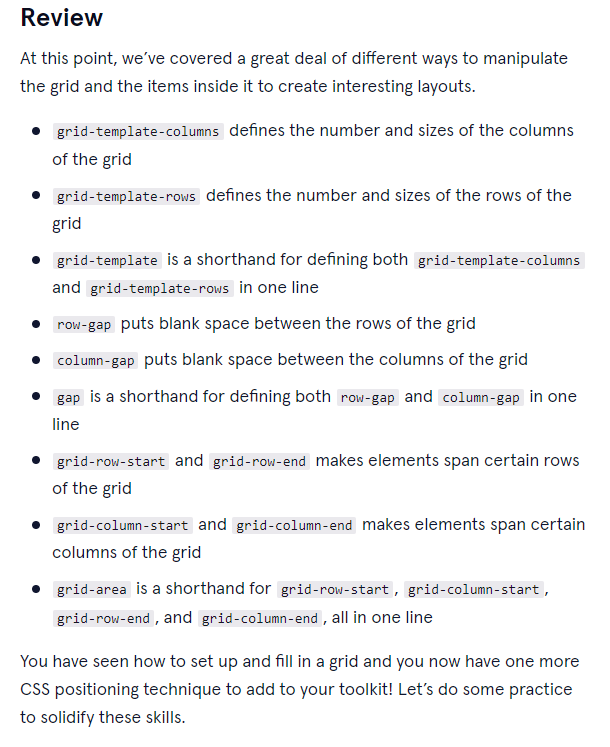 Review
At this point, we've covered a great deal of different ways to manipulate
the grid and the items inside it to create interesting layouts.
grid-template-columns defines the number and sizes of the columns
of the grid
grid-template-rows defines the number and sizes of the rows of the
grid
grid-template is a shorthand for defining both grid-template-columns
and grid-template-rows in one line
row-gap puts blank space between the rows of the grid
column-gap puts blank space between the columns of the grid
gap is a shorthand for defining both row-gap and column-gap in one
line
grid-row-start and grid-row-end makes elements span certain rows
of the grid
grid-column-start and grid-column-end makes elements span certain
columns of the grid
grid-area is a shorthand for grid-row-start, grid-column-start,
grid-row-end, and grid-column-end, all in one line
You have seen how to set up and fill in a grid and you now have one more
CSS positioning technique to add to your toolkit! Let's do some practice
to solidify these skills.